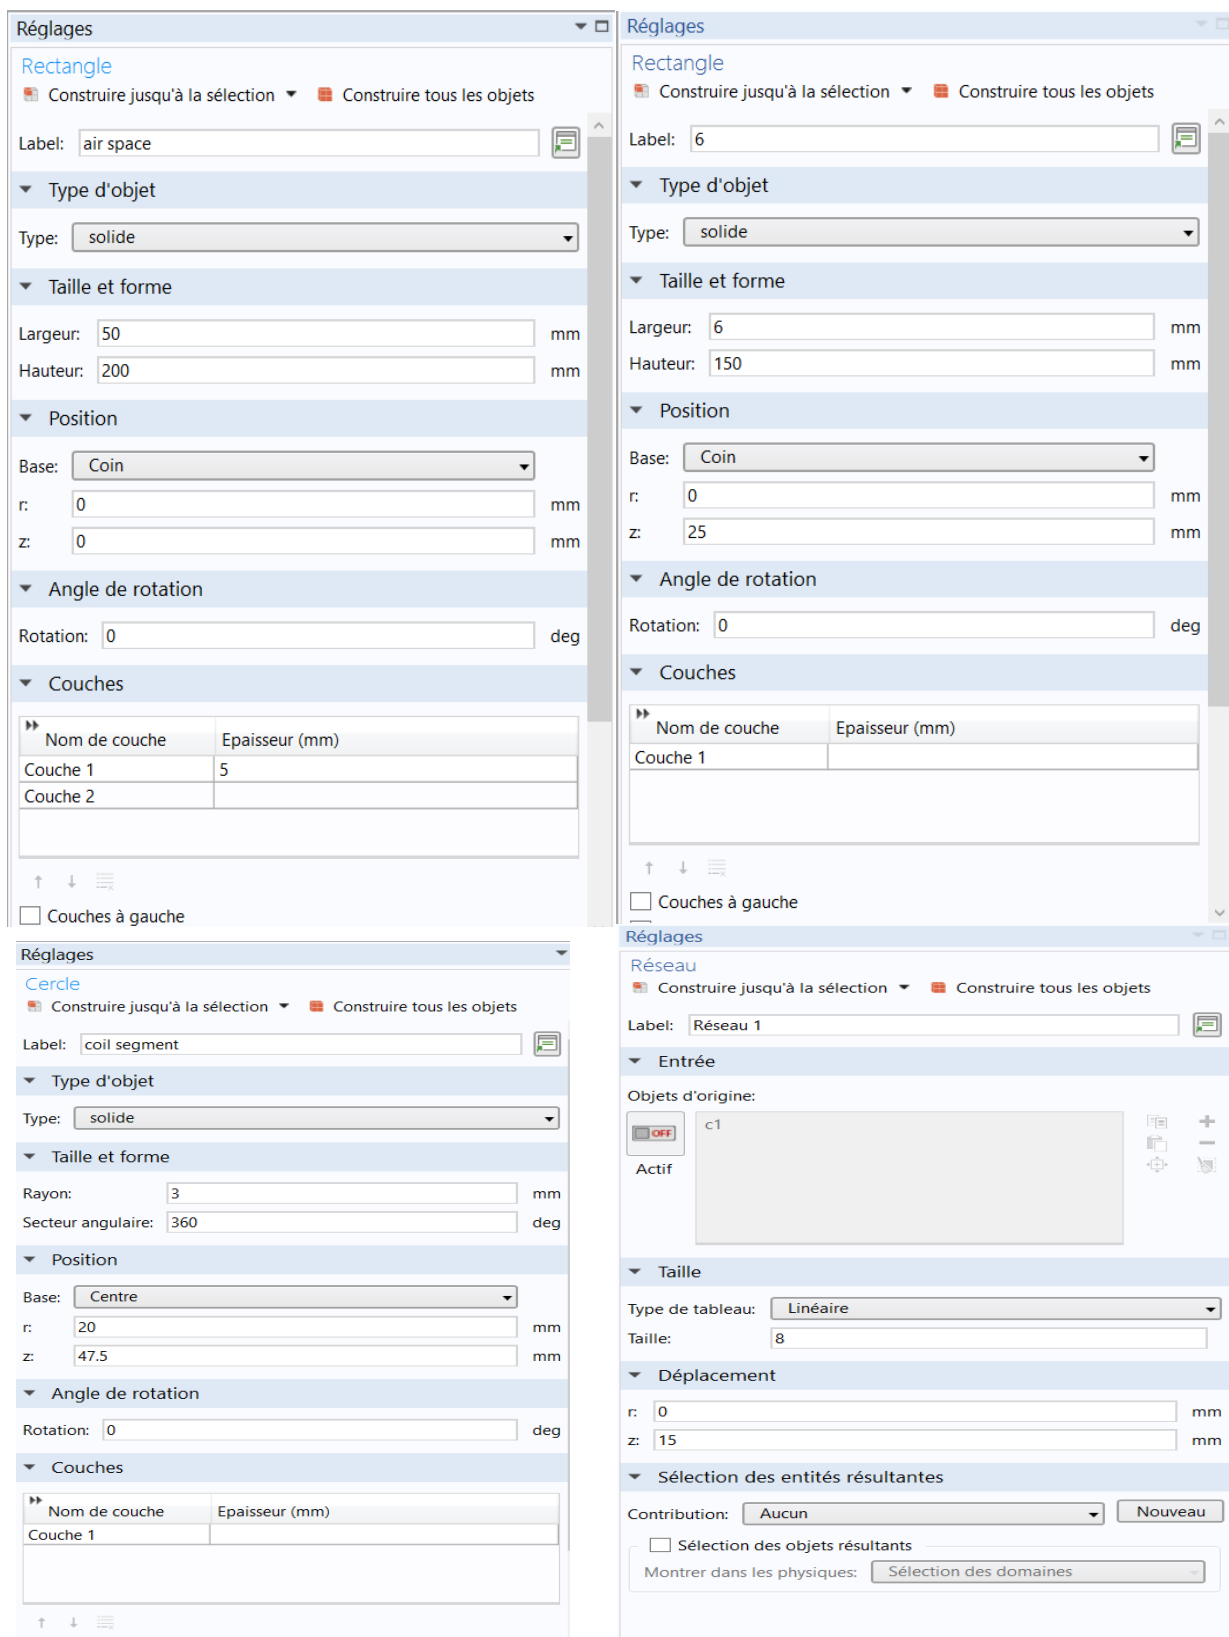 Réglages
Rectangle
Construire jusqu'à la sélection Construire tous les objets
Label: air space
Type d'objet
Type: solide
Taille et forme
Largeur: 50 mm
Hauteur: 200 mm
Position
Base: Coin
r: 0 mm
z: 0 mm
Angle de rotation
Rotation: 0 deg
Couches
Nom de couche Epaisseur (mm)
Couche 1 5
Couche 2
Couches à gauche
Réglages
Rectangle
Construire jusqu'à la sélection Construire tous les objets
Label: 6
Type d'objet
Type: solide
Taille et forme
Largeur: 6 mm
Hauteur: 150 mm
Position
Base: Coin
r: 0 mm
z: 25 mm
Angle de rotation
Rotation: 0 deg
Couches
Nom de couche Epaisseur (mm)
Couche 1
Couches à gauche
Réglages
Cercle
Construire jusqu'à la sélection Construire tous les objets
Label: coil segment
Type d'objet
Type: solide
Taille et forme
Rayon: 3 mm
Secteur angulaire: 360 deg
Position
Base: Centre
r: 20 mm
z: 47.5 mm
Angle de rotation
Rotation: 0 deg
Couches
Nom de couche Epaisseur (mm)
Couche 1
Réglages
Réseau
Construire jusqu'à la sélection Construire tous les objets
Label: Réseau 1
Entrée
Objets d'origine:
OFF c1
Actif
Taille
Type de tableau: Linéaire
Taille: 8
Déplacement
r: 0 mm
z: 15 mm
Sélection des entités résultantes
Contribution: Aucun Nouveau
Sélection des objets résultants
Montrer dans les physiques: Sélection des domaines